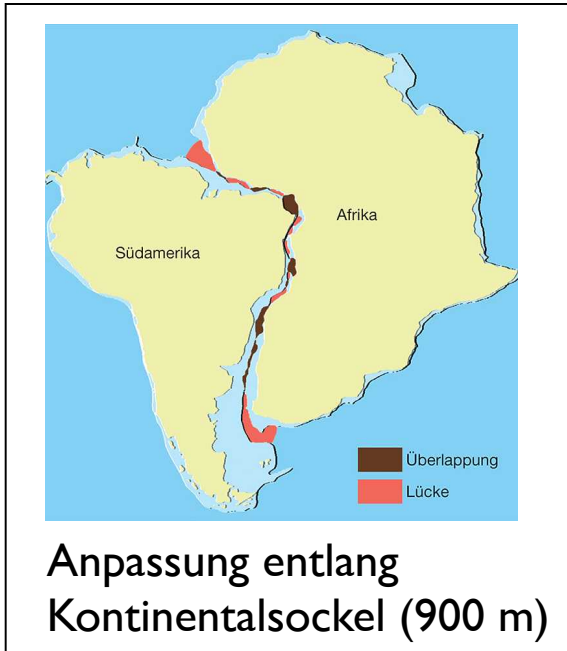 Südamerika
Afrika
Überlappung
Lücke
Anpassung entlang
Kontinentalsockel (900 m)